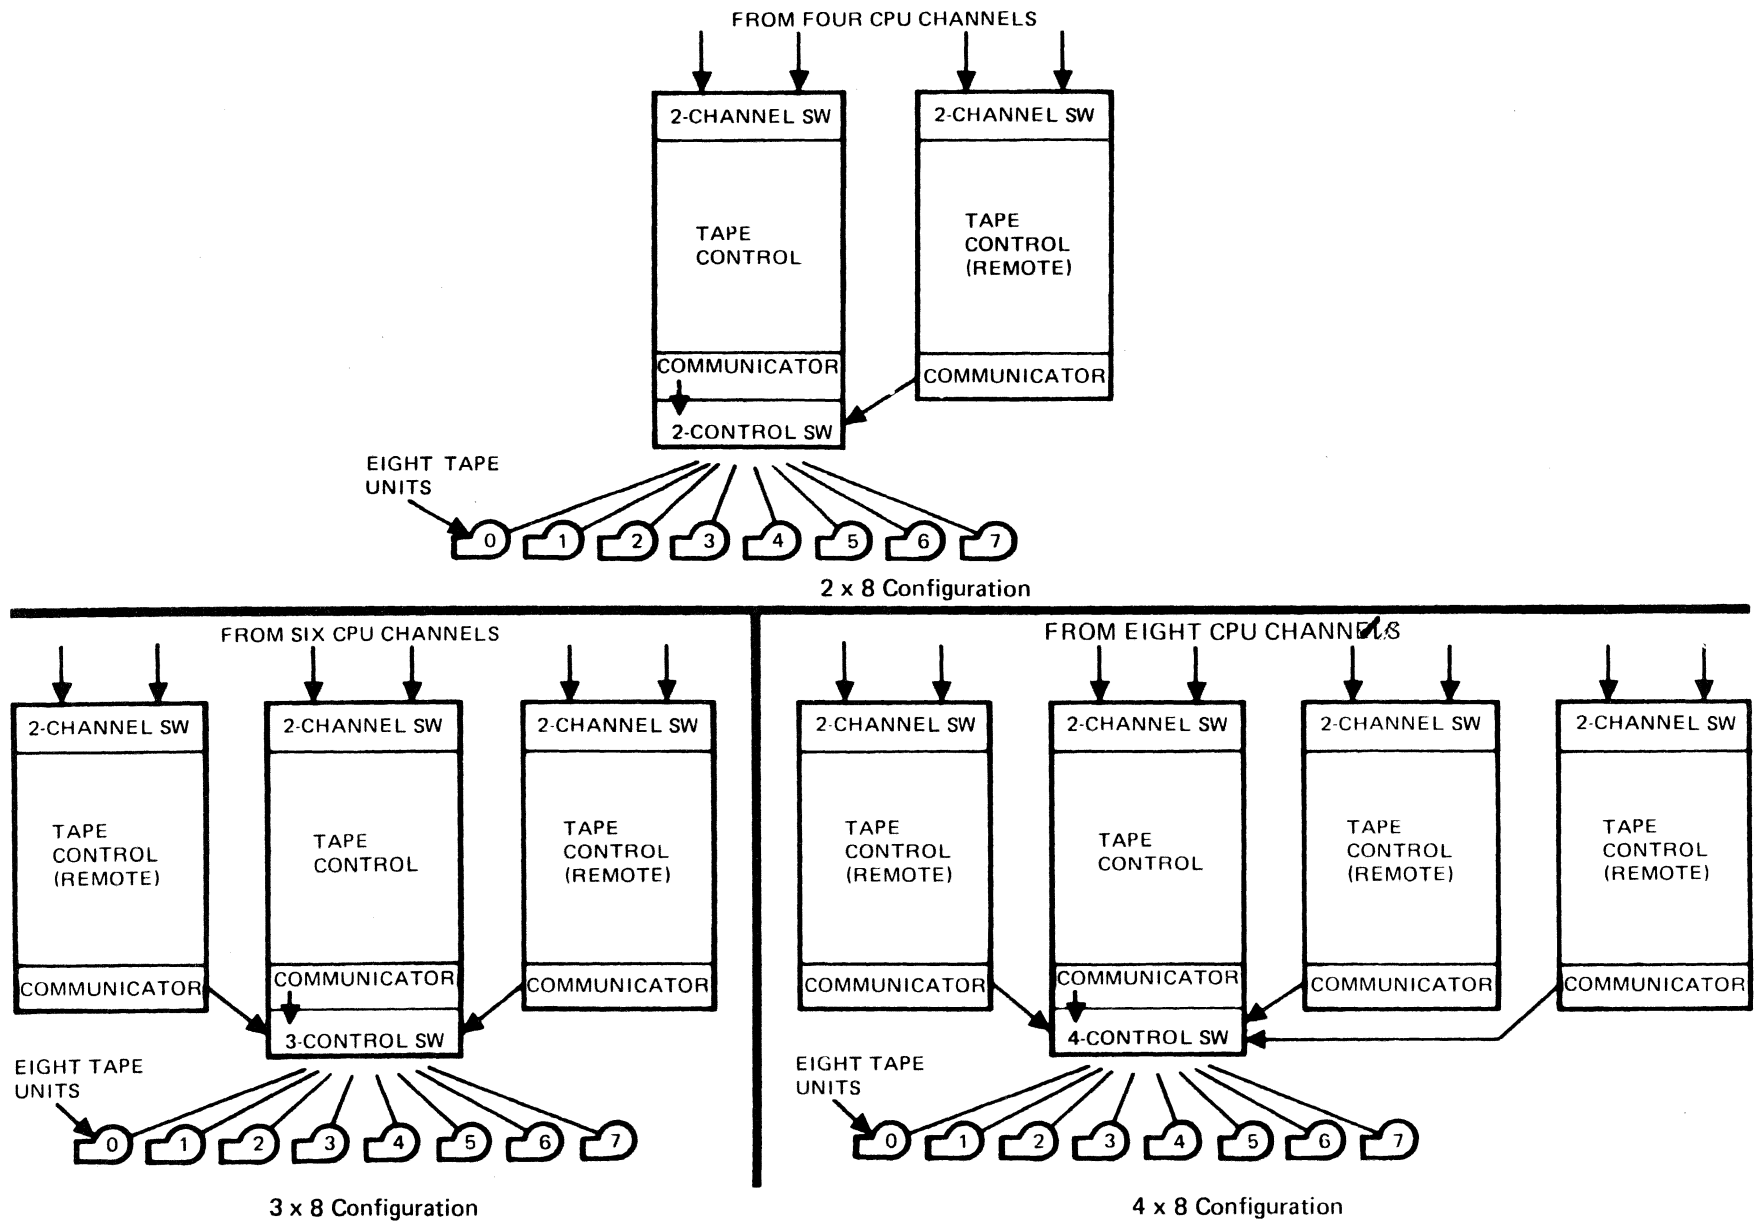 FROM FOUR CPU CHANNELS
2-CHANNEL SW
2-CHANNEL SW
TAPE
CONTROL
TAPE
CONTROL
(REMOTE)
COMMUNICATOR
COMMUNICATOR
2-CONTROL SW
EIGHT TAPE
UNITS
0 1 2 3 4 5 6 7
2 x 8 Configuration
FROM SIX CPU CHANNELS
2-CHANNEL SW
2-CHANNEL SW
2-CHANNEL SW
TAPE
CONTROL
(REMOTE)
TAPE
CONTROL
TAPE
CONTROL
(REMOTE)
COMMUNICATOR
COMMUNICATOR
COMMUNICATOR
3-CONTROL SW
EIGHT TAPE
UNITS
0 1 2 3 4 5 6 7
3 x 8 Configuration
FROM EIGHT CPU CHANNELS
2-CHANNEL SW
2-CHANNEL SW
2-CHANNEL SW
2-CHANNEL SW
TAPE
CONTROL
(REMOTE)
TAPE
CONTROL
TAPE
CONTROL
(REMOTE)
TAPE
CONTROL
(REMOTE)
COMMUNICATOR
COMMUNICATOR
COMMUNICATOR
COMMUNICATOR
4-CONTROL SW
EIGHT TAPE
UNITS
0 1 2 3 4 5 6 7
4 x 8 Configuration